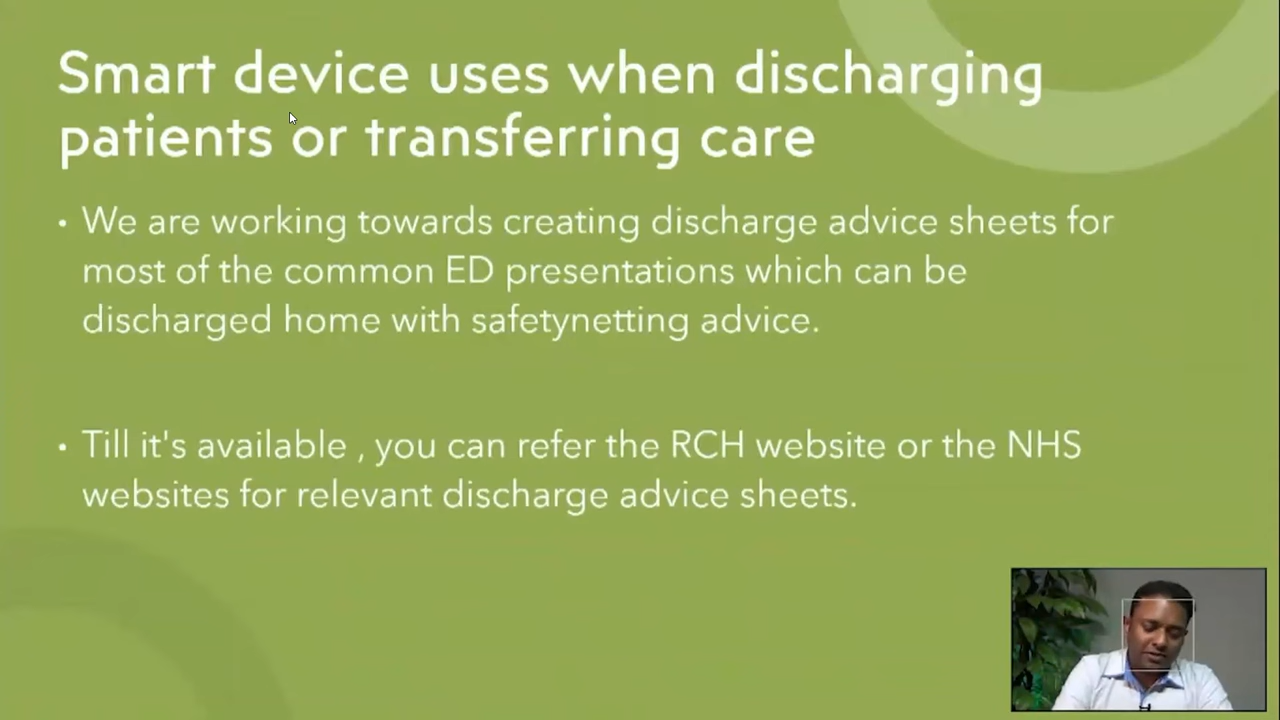 Smart device uses when discharging
patients or transferring care
• We are working towards creating discharge advice sheets for
most of the common ED presentations which can be
discharged home with safetynetting advice.
• Till it's available , you can refer the RCH website or the NHS
websites for relevant discharge advice sheets.